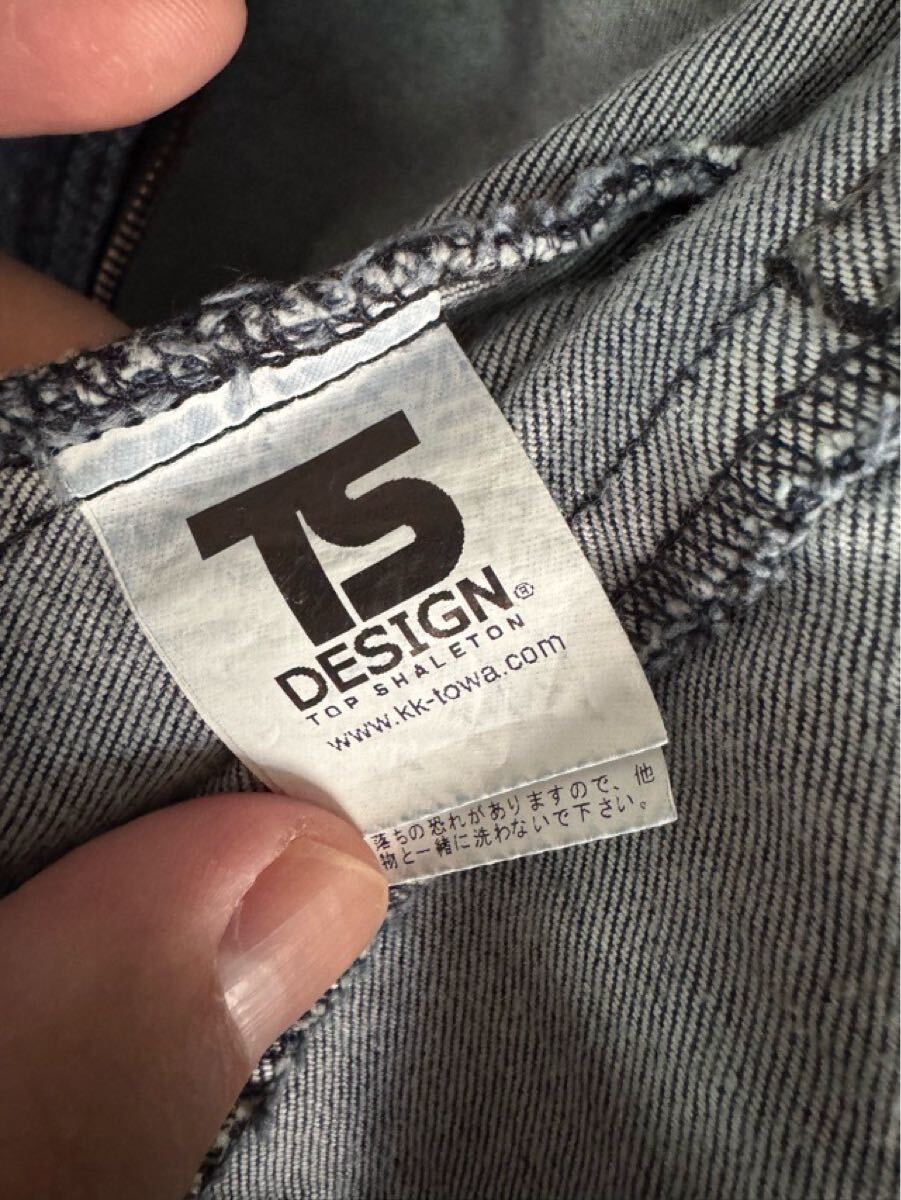 TS
DESIGN®
TOP SHALETON
www.kk-towa.com
落ちの恐れがありますので、他
物と一緒に洗わないで下さい。